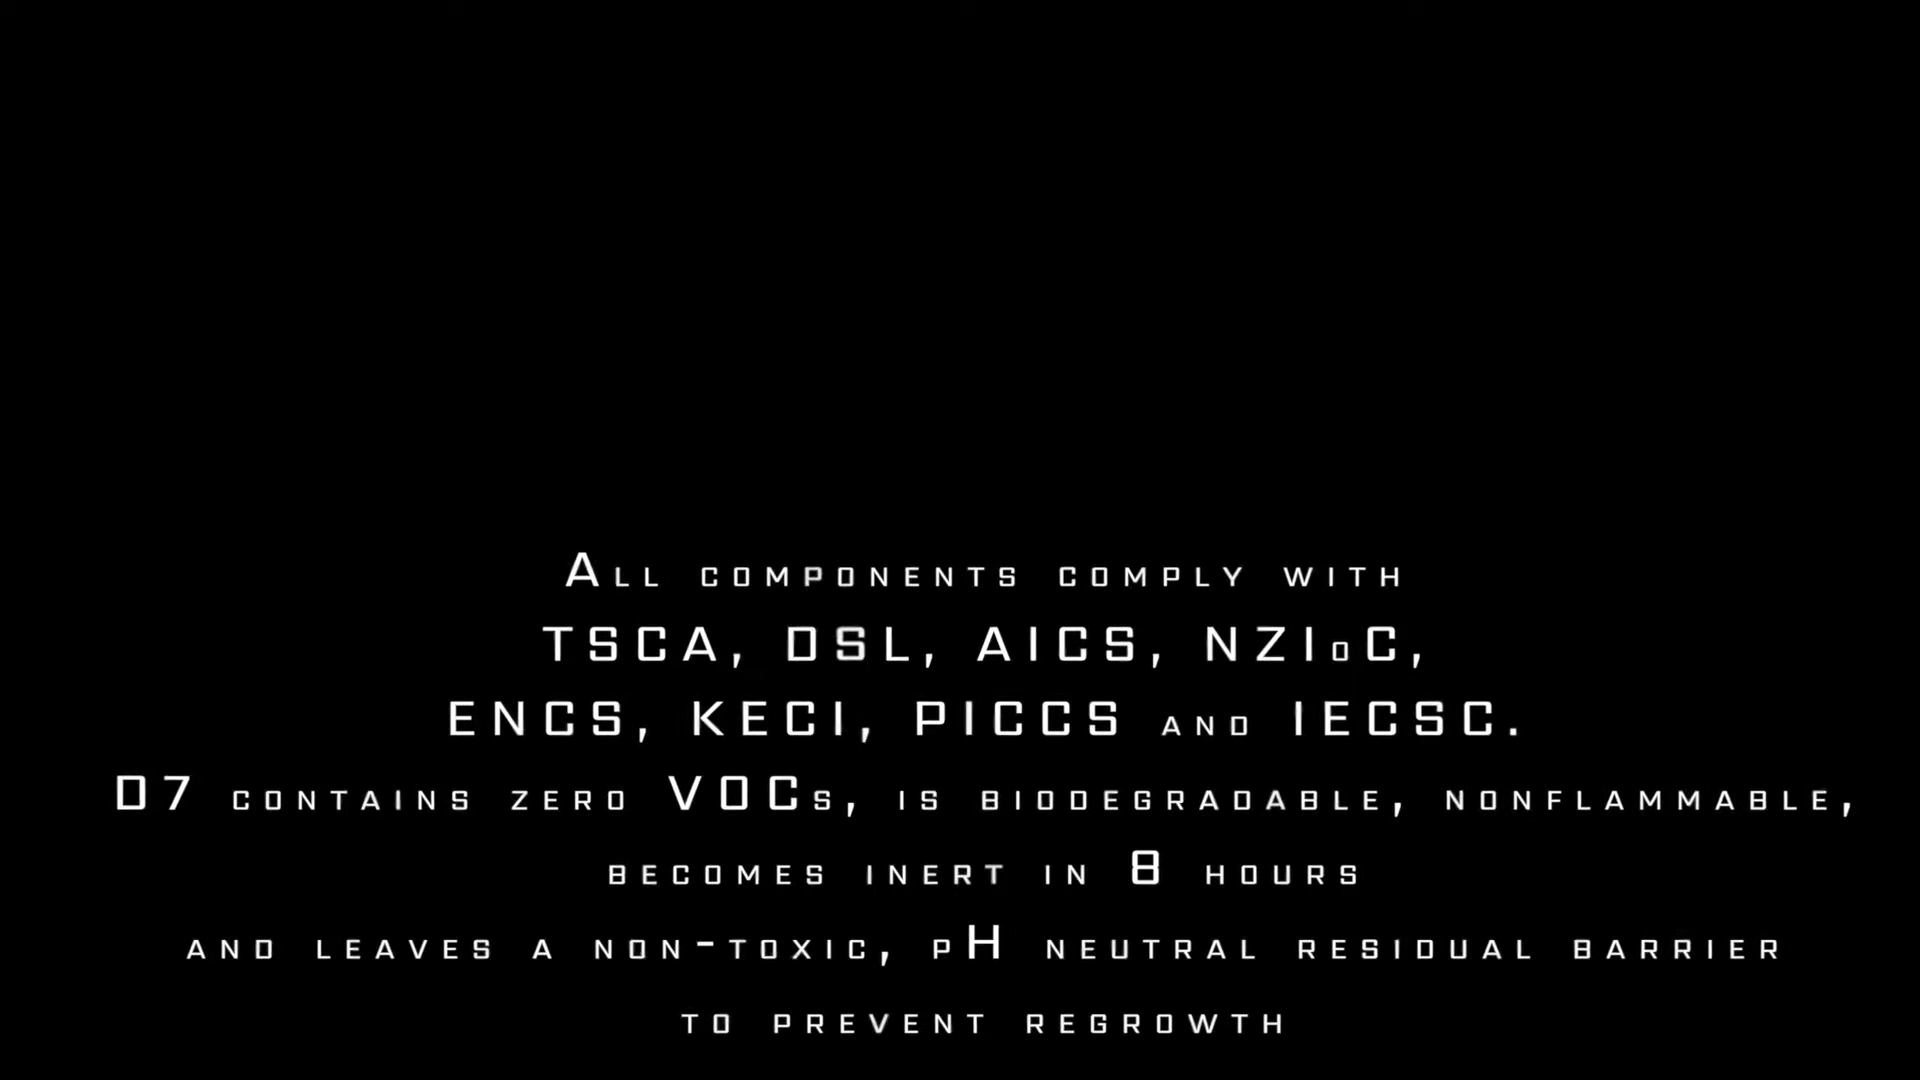 All components comply with
TSCA, DSL, AICS, NZIoC,
ENCS, KECI, PICCS and IECSC.
D7 contains zero VOCs, is biodegradable, nonflammable,
becomes inert in 8 hours
and leaves a non-toxic, pH neutral residual barrier
to prevent regrowth